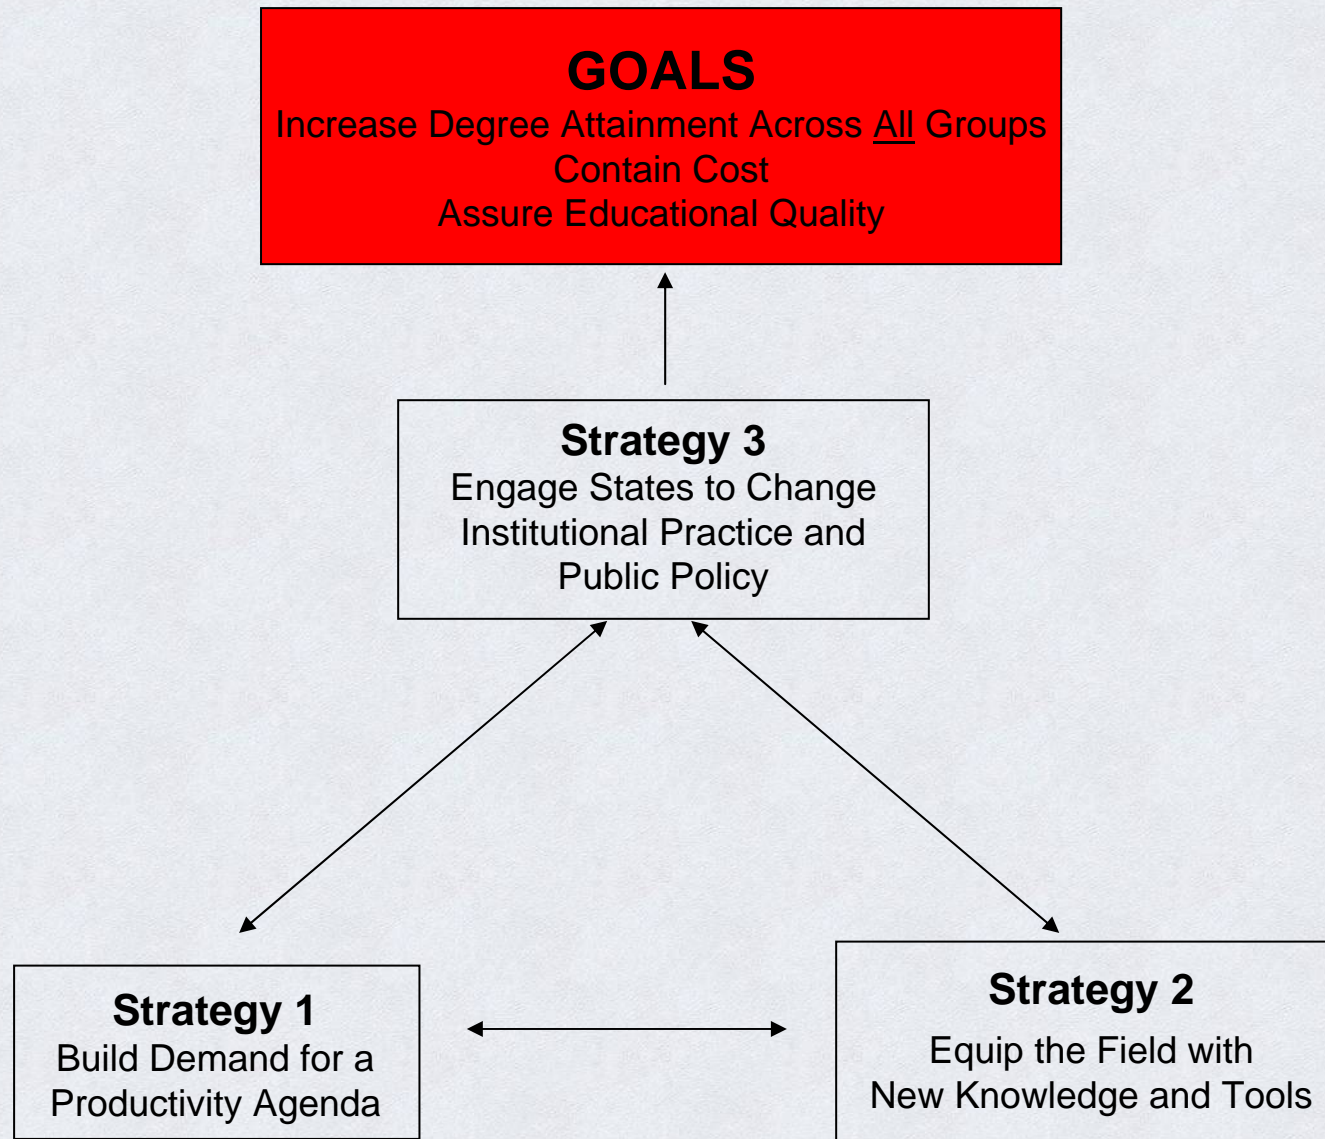 GOALS
Increase Degree Attainment Across All Groups
Contain Cost
Assure Educational Quality
Strategy 3
Engage States to Change
Institutional Practice and
Public Policy
Strategy 1
Build Demand for a
Productivity Agenda
Strategy 2
Equip the Field with
New Knowledge and Tools